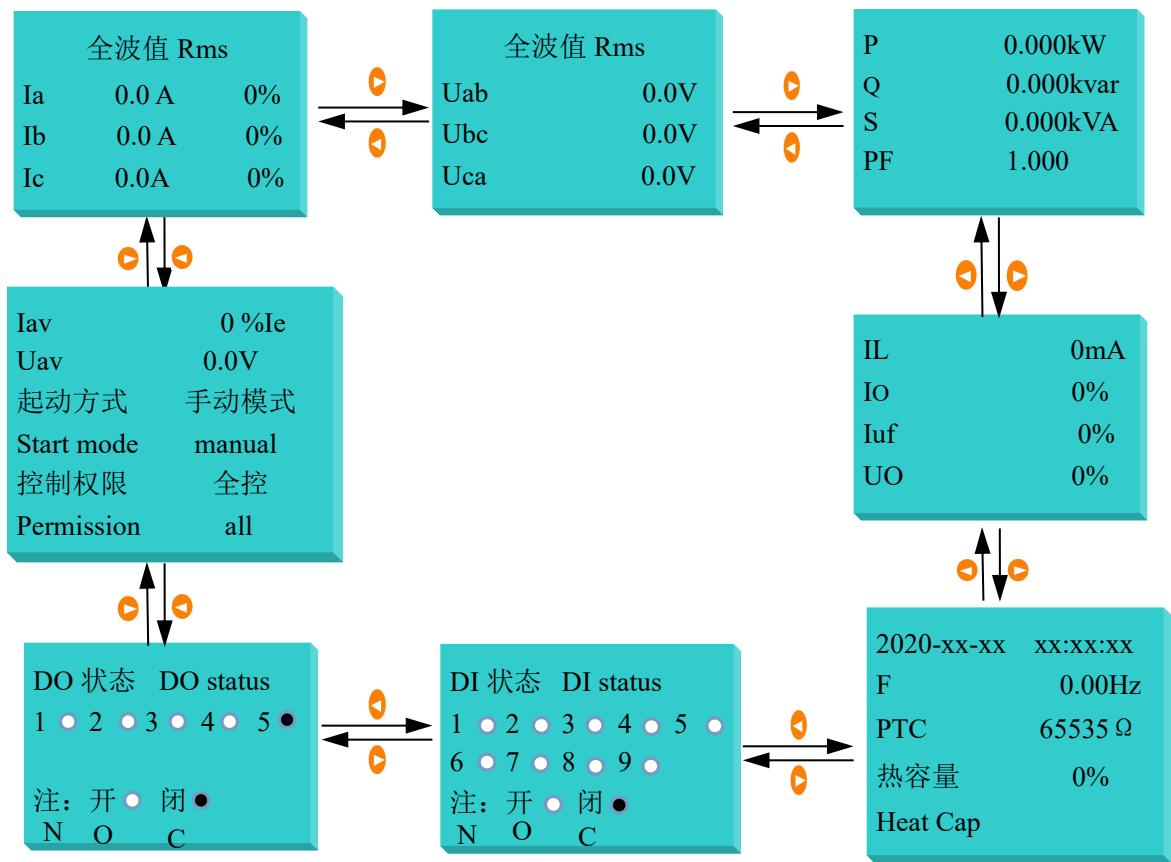 全波值 Rms
Ia 0.0 A 0%
Ib 0.0 A 0%
Ic 0.0A 0%
全波值 Rms
Uab 0.0V
Ubc 0.0V
Uca 0.0V
P 0.000kW
Q 0.000kvar
S 0.000kVA
PF 1.000
Iav 0 %Ie
Uav 0.0V
起动方式 手动模式
Start mode manual
控制权限 全控
Permission all
IL 0mA
IO 0%
Iuf 0%
UO 0%
DO 状态 DO status
1 2 3 4 5
注：开 闭
N O C
DI 状态 DI status
1 2 3 4 5
6 7 8 9
注：开 闭
N O C
2020-xx-xx xx:xx:xx
F 0.00Hz
PTC 65535 Ω
热容量 0%
Heat Cap